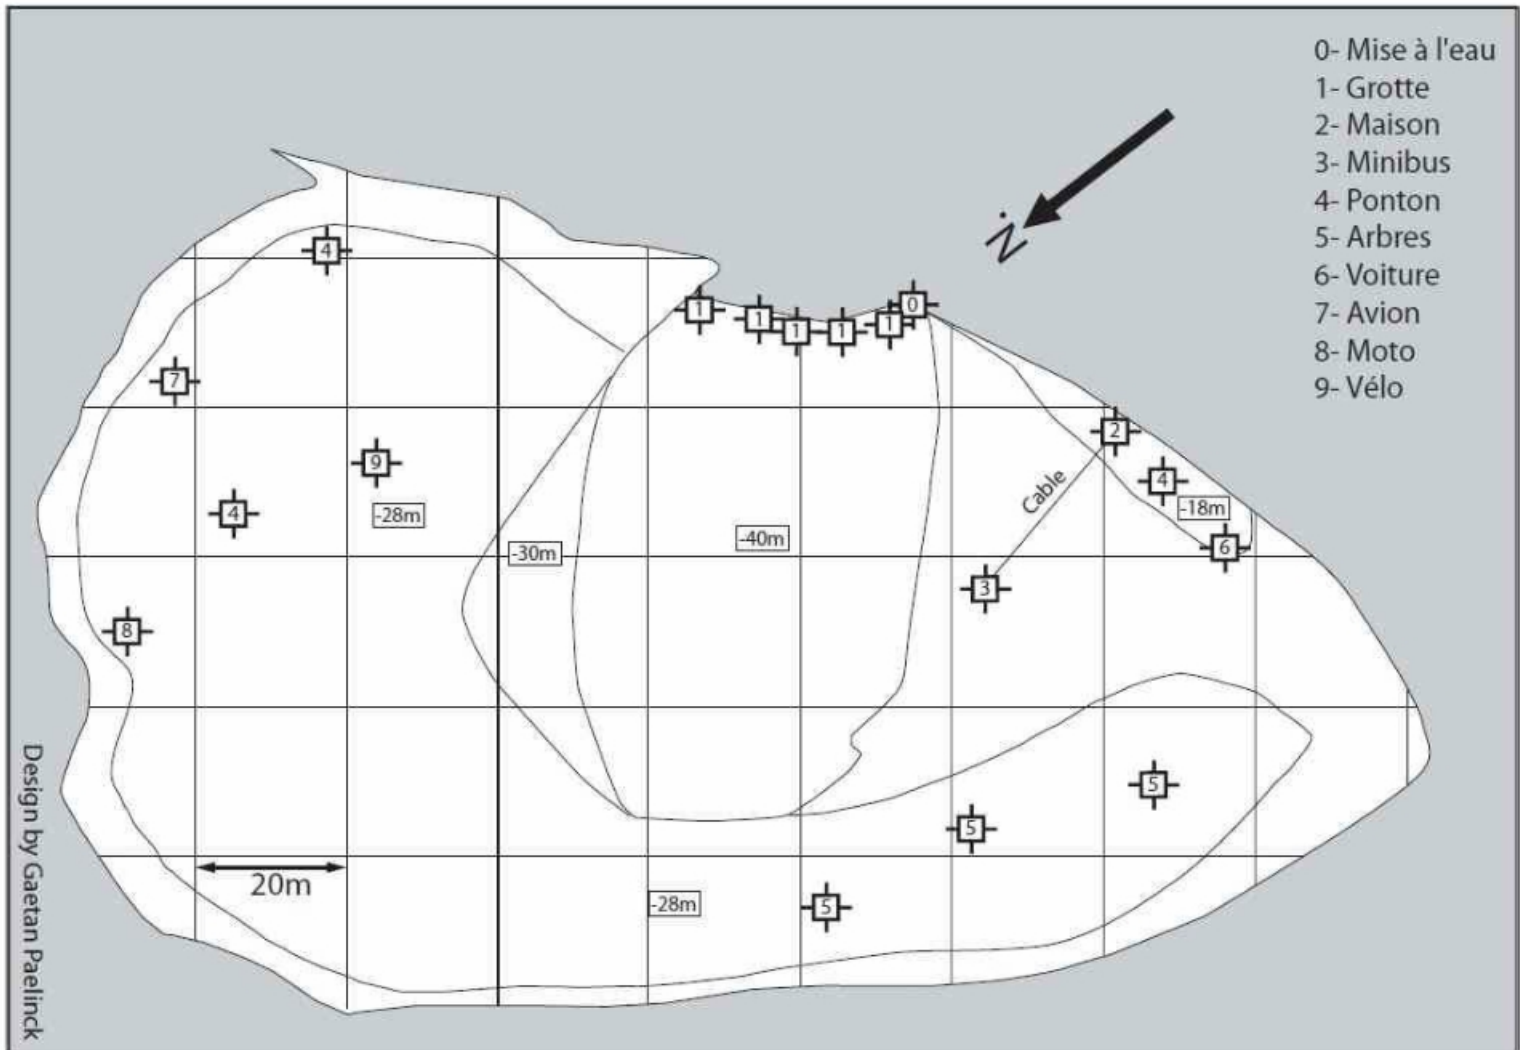 0- Mise à l'eau
1- Grotte
2- Maison
3- Minibus
4- Ponton
5- Arbres
6- Voiture
7- Avion
8- Moto
9- Vélo
N
4
1
1
1
1
1
0
7
2
9
Cable
4
-18m
4
-28m
-40m
-30m
6
3
8
5
5
20m
-28m
5
Design by Gaetan Paelinck